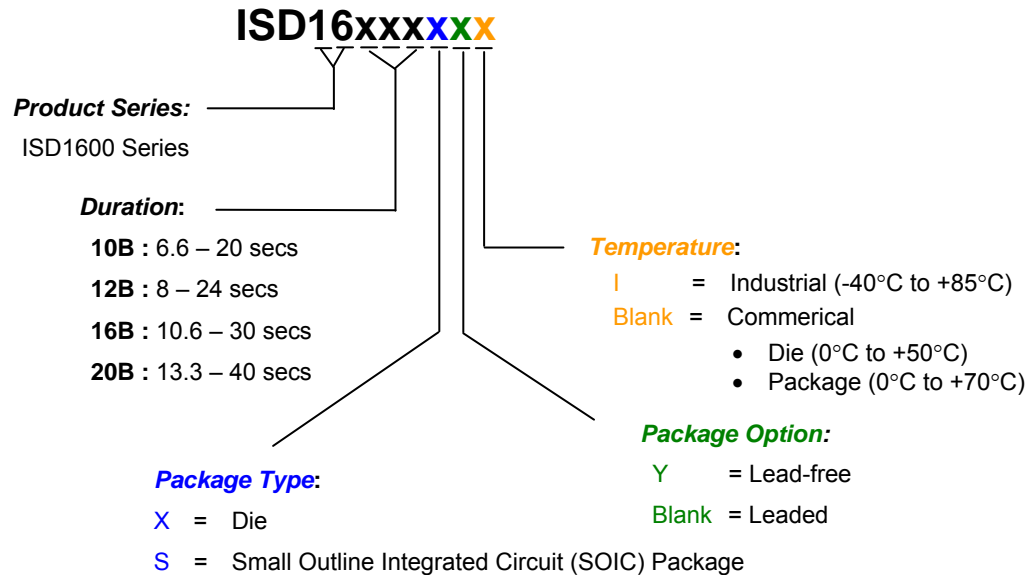 ISD16xxxxxx
Product Series:
ISD1600 Series
Duration:
10B : 6.6 – 20 secs
12B : 8 – 24 secs
16B : 10.6 – 30 secs
20B : 13.3 – 40 secs
Temperature:
I = Industrial (-40°C to +85°C)
Blank = Commerical
• Die (0°C to +50°C)
• Package (0°C to +70°C)
Package Option:
Y = Lead-free
Blank = Leaded
Package Type:
X = Die
S = Small Outline Integrated Circuit (SOIC) Package